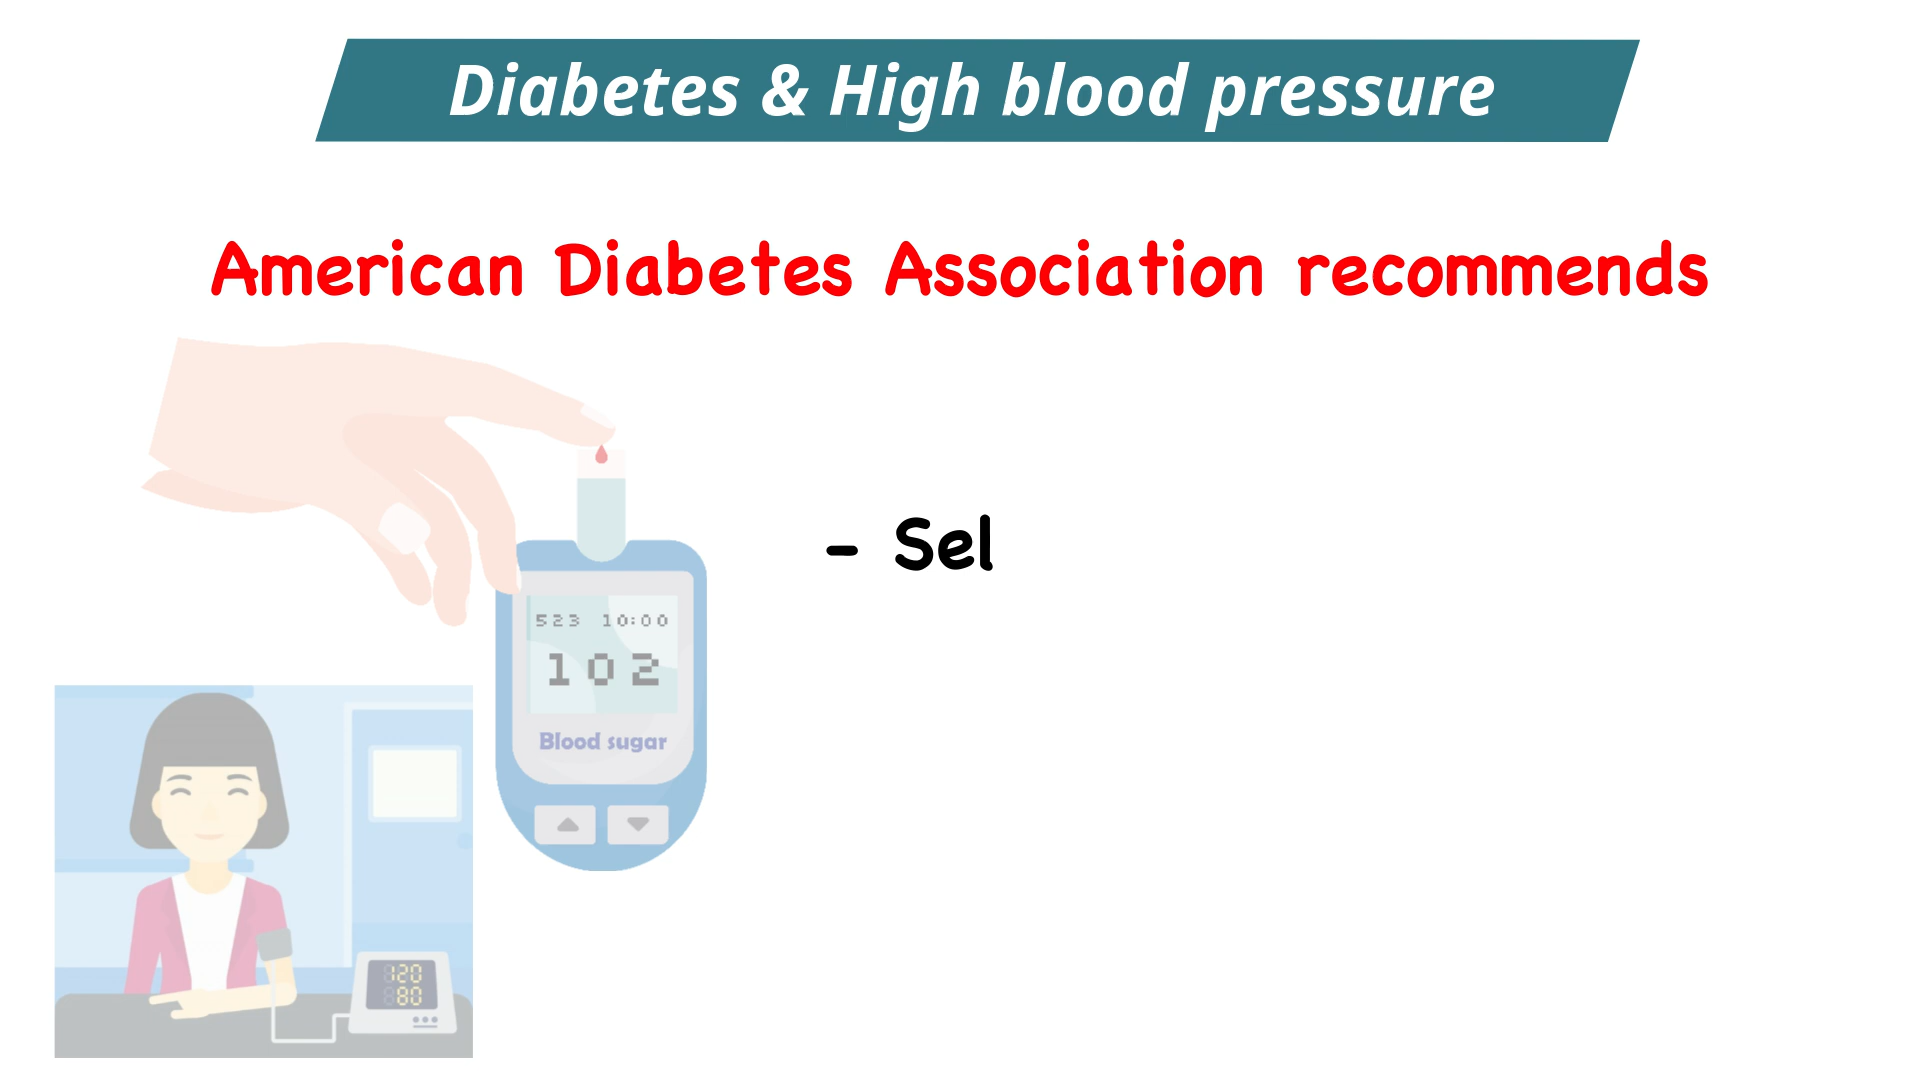 Diabetes & High blood pressure
American Diabetes Association recommends
- Sel
523 10:00
102
Blood sugar
120
80